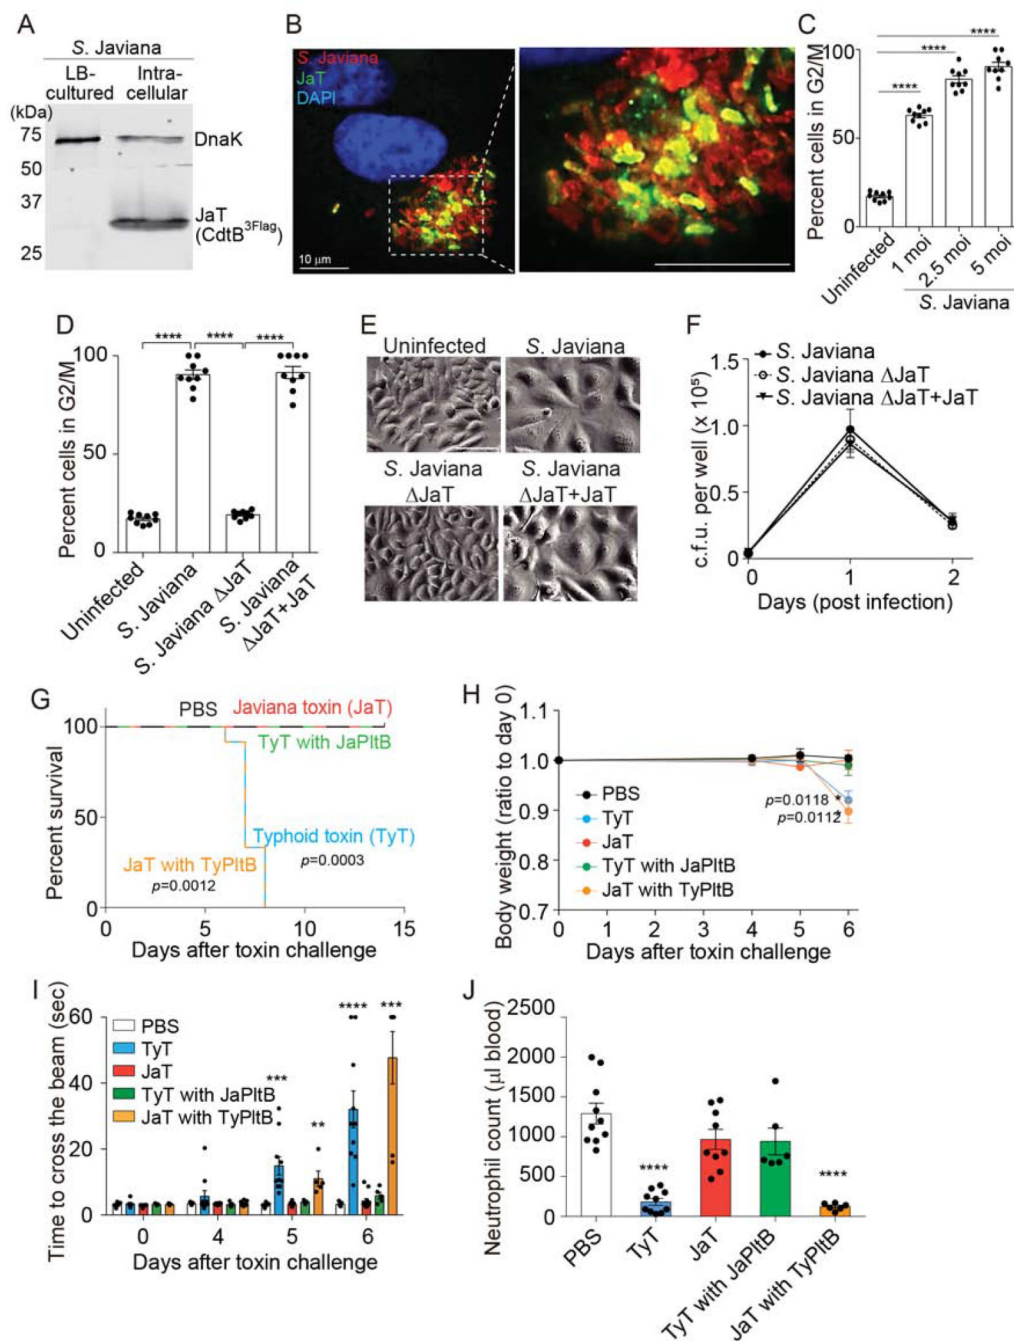 A
S. Javiana
LB-cultured
Intra-cellular
(kDa)
75
50
37
25
DnaK
JaT
(CdtB3Flag)
B
S. Javiana
JaT
DAPI
10 μm
C
Percent cells in G2/M
100
50
0
****
****
****
Uninfected
1 moi
2.5 moi
5 moi
S. Javiana
D
Percent cells in G2/M
100
50
0
**** **** ****
Uninfected
S. Javiana
S. Javiana ΔJaT
S. Javiana
ΔJaT+JaT
E
Uninfected
S. Javiana
S. Javiana
ΔJaT
S. Javiana
ΔJaT+JaT
F
S. Javiana
S. Javiana ΔJaT
S. Javiana ΔJaT+JaT
c.f.u. per well (x 10⁵)
1.5
1.0
0.5
0
0 1 2
Days (post infection)
G
PBS
Javiana toxin (JaT)
TyT with JaPltB
Typhoid toxin (TyT)
p=0.0003
JaT with TyPltB
p=0.0012
Percent survival
100
50
0
0 5 10 15
Days after toxin challenge
H
Body weight (ratio to day 0)
1.1
1.0
0.9
0.8
0.7
PBS
TyT
JaT
TyT with JaPltB
JaT with TyPltB
p=0.0118 *
p=0.0112 *
0 1 2 3 4 5 6
Days after toxin challenge
I
Time to cross the beam (sec)
60
40
20
0
PBS
TyT
JaT
TyT with JaPltB
JaT with TyPltB
***
**
****
***
0 4 5 6
Days after toxin challenge
J
Neutrophil count (μl blood)
2500
2000
1500
1000
500
0
****
****
PBS
TyT
JaT
TyT with JaPltB
JaT with TyPltB